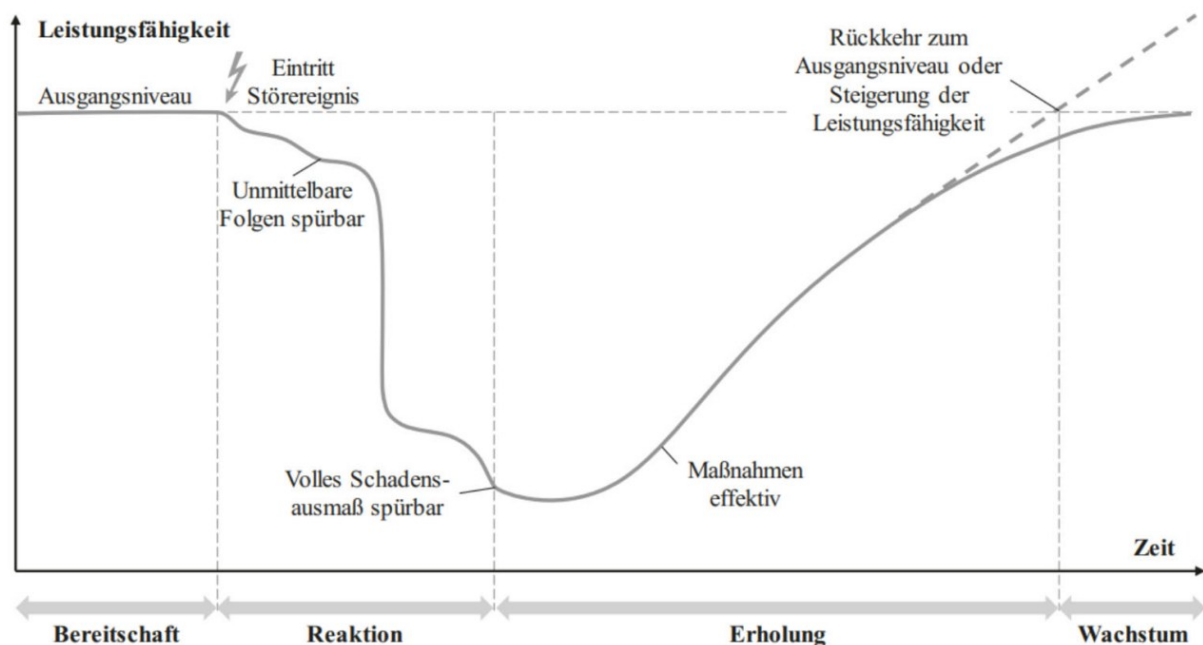 Leistungsfähigkeit
Eintritt
Störereignis
Ausgangsniveau
Unmittelbare
Folgen spürbar
Volles Schadens-
ausmaß spürbar
Maßnahmen
effektiv
Rückkehr zum
Ausgangsniveau oder
Steigerung der
Leistungsfähigkeit
Zeit
Bereitschaft
Reaktion
Erholung
Wachstum